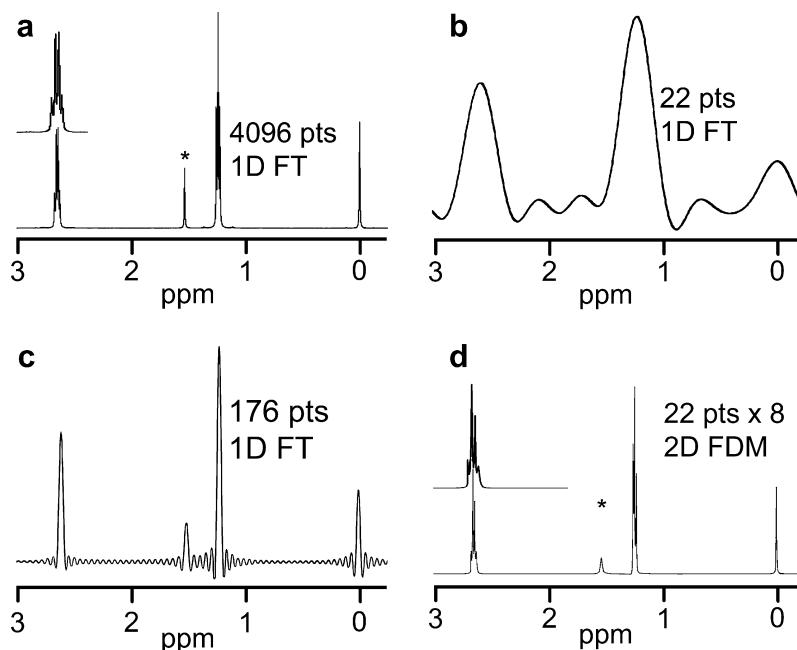 a
4096 pts
1D FT
*
3 2 1 0
ppm
b
22 pts
1D FT
3 2 1 0
ppm
c
176 pts
1D FT
3 2 1 0
ppm
d
22 pts x 8
2D FDM
*
3 2 1 0
ppm